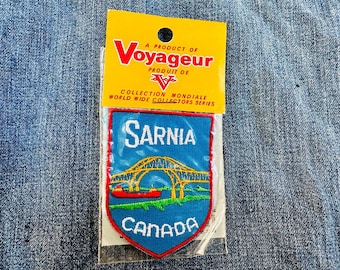 A PRODUCT OF
Voyageur
PRODUIT DE
V
COLLECTION MONDIALE
WORLD WIDE COLLECTORS SERIES
SARNIA
CANADA